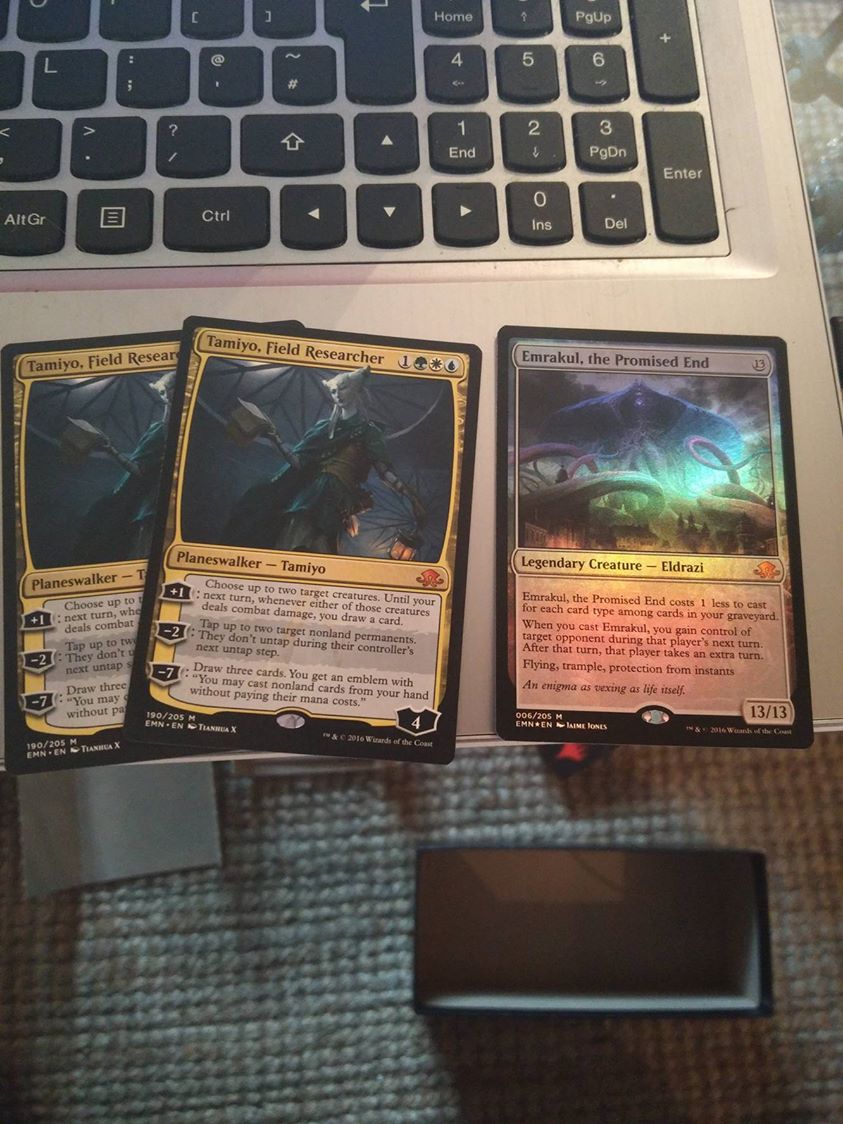 Home
PgUp
+
[
]
L
:
;
@
'
~
#
4
5
6
<
,
>
.
?
/
1
End
2
3
PgDn
Enter
AltGr
Ctrl
0
Ins
.
Del
Tamiyo, Field Resear
Planeswalker — T
+1: Choose up to t
next turn, whe
deals combat
-2: Tap up to two
They don't u
next untap s
-7: Draw three
"You may c
without pa
190/205 M
EMN • EN Tianhua X
Tamiyo, Field Researcher 1
Planeswalker — Tamiyo
+1: Choose up to two target creatures. Until your
next turn, whenever either of those creatures
deals combat damage, you draw a card.
-2: Tap up to two target nonland permanents.
They don't untap during their controller's
next untap step.
-7: Draw three cards. You get an emblem with
"You may cast nonland cards from your hand
without paying their mana costs."
4
190/205 M
EMN • EN Tianhua X
™ & © 2016 Wizards of the Coast
Emrakul, the Promised End 13
Legendary Creature — Eldrazi
Emrakul, the Promised End costs 1 less to cast
for each card type among cards in your graveyard.
When you cast Emrakul, you gain control of
target opponent during that player's next turn.
After that turn, that player takes an extra turn.
Flying, trample, protection from instants
An enigma as vexing as life itself.
13/13
006/205 M
EMN★EN Jaime Jones
™ & © 2016 Wizards of the Coast